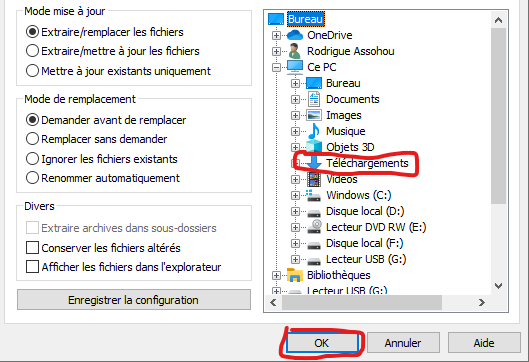 Mode mise à jour
Extraire/remplacer les fichiers
Extraire/mettre à jour les fichiers
Mettre à jour existants uniquement
Mode de remplacement
Demander avant de remplacer
Remplacer sans demander
Ignorer les fichiers existants
Renommer automatiquement
Divers
Extraire archives dans sous-dossiers
Conserver les fichiers altérés
Afficher les fichiers dans l'explorateur
Enregistrer la configuration
Bureau
OneDrive
Rodrigue Assohou
Ce PC
Bureau
Documents
Images
Musique
Objets 3D
Téléchargements
Vidéos
Windows (C:)
Disque local (D:)
Lecteur DVD RW (E:)
Disque local (F:)
Lecteur USB (G:)
Bibliothèques
Lecteur USB (G:)
OK
Annuler
Aide